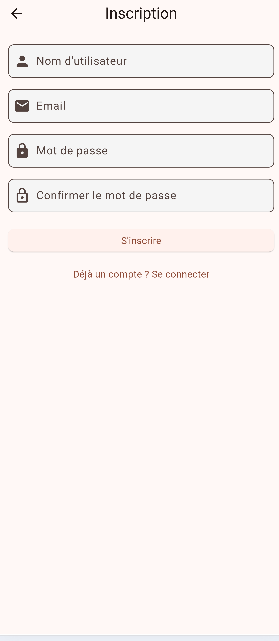 Inscription
Nom d'utilisateur
Email
Mot de passe
Confirmer le mot de passe
S'inscrire
Déjà un compte ? Se connecter